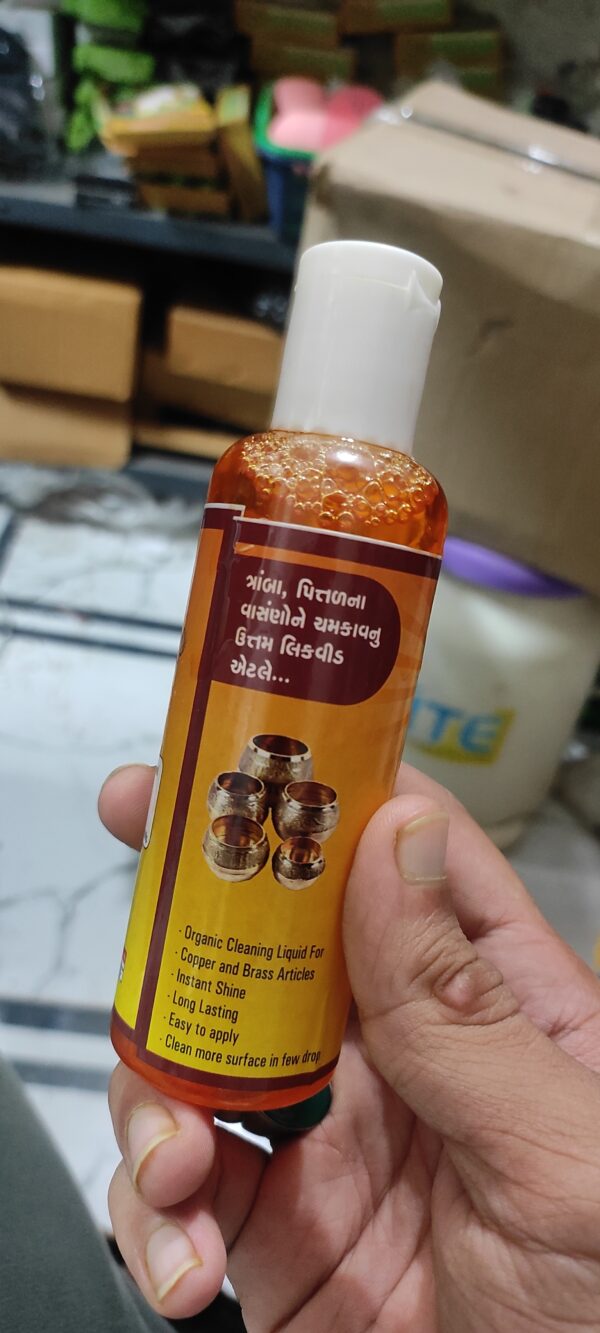 ત્રાંબા, પિત્તળના
વાસંણોને ચમકાવનુ
ઉત્તમ લિકવીડ
એટલે...
· Organic Cleaning Liquid For
· Copper and Brass Articles
· Instant Shine
· Long Lasting
· Easy to apply
· Clean more surface in few drop
ITE